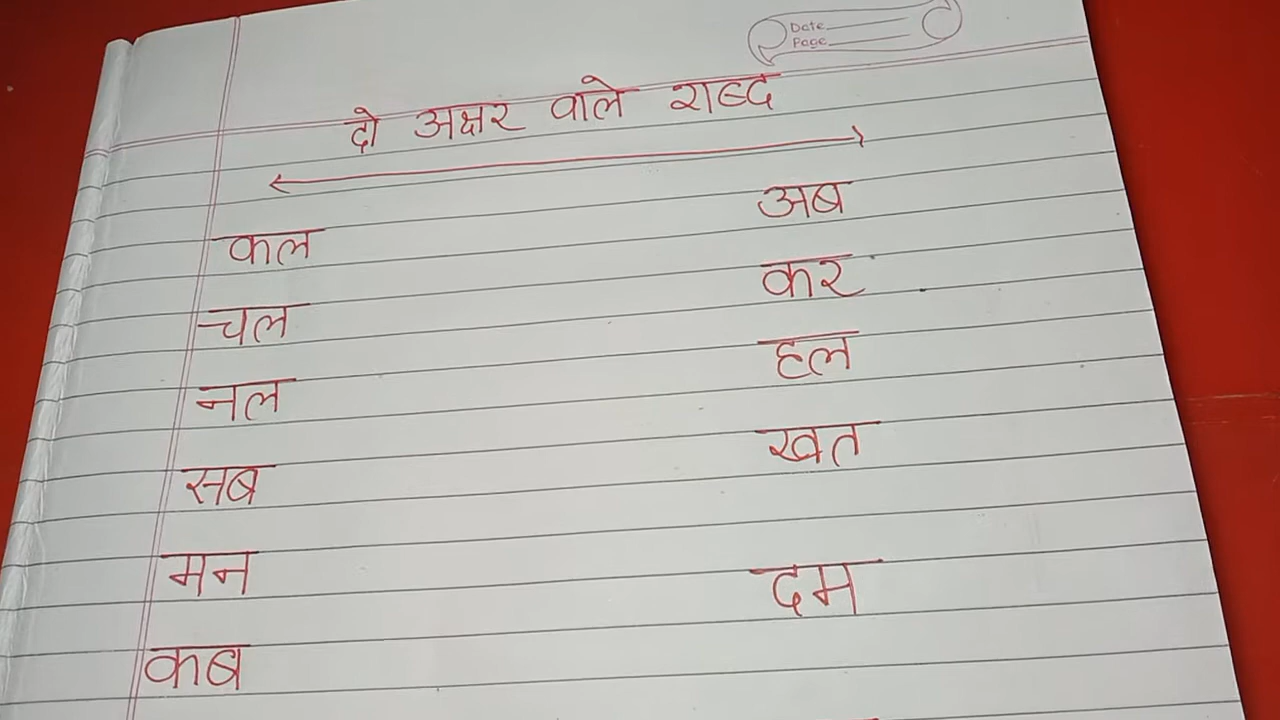 Date
Page
दो अक्षर वाले शब्द
कल
चल
नल
सब
मन
कब
अब
कर
हल
खत
दम